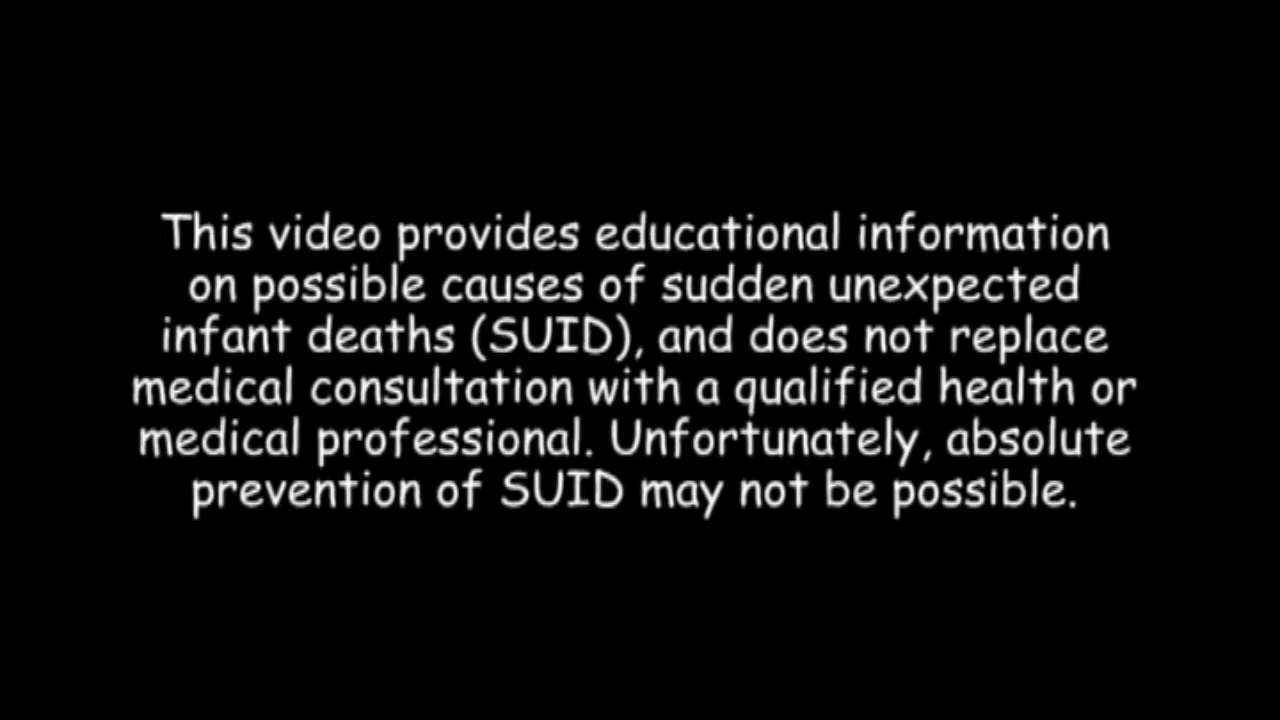 This video provides educational information
on possible causes of sudden unexpected
infant deaths (SUID), and does not replace
medical consultation with a qualified health or
medical professional. Unfortunately, absolute
prevention of SUID may not be possible.